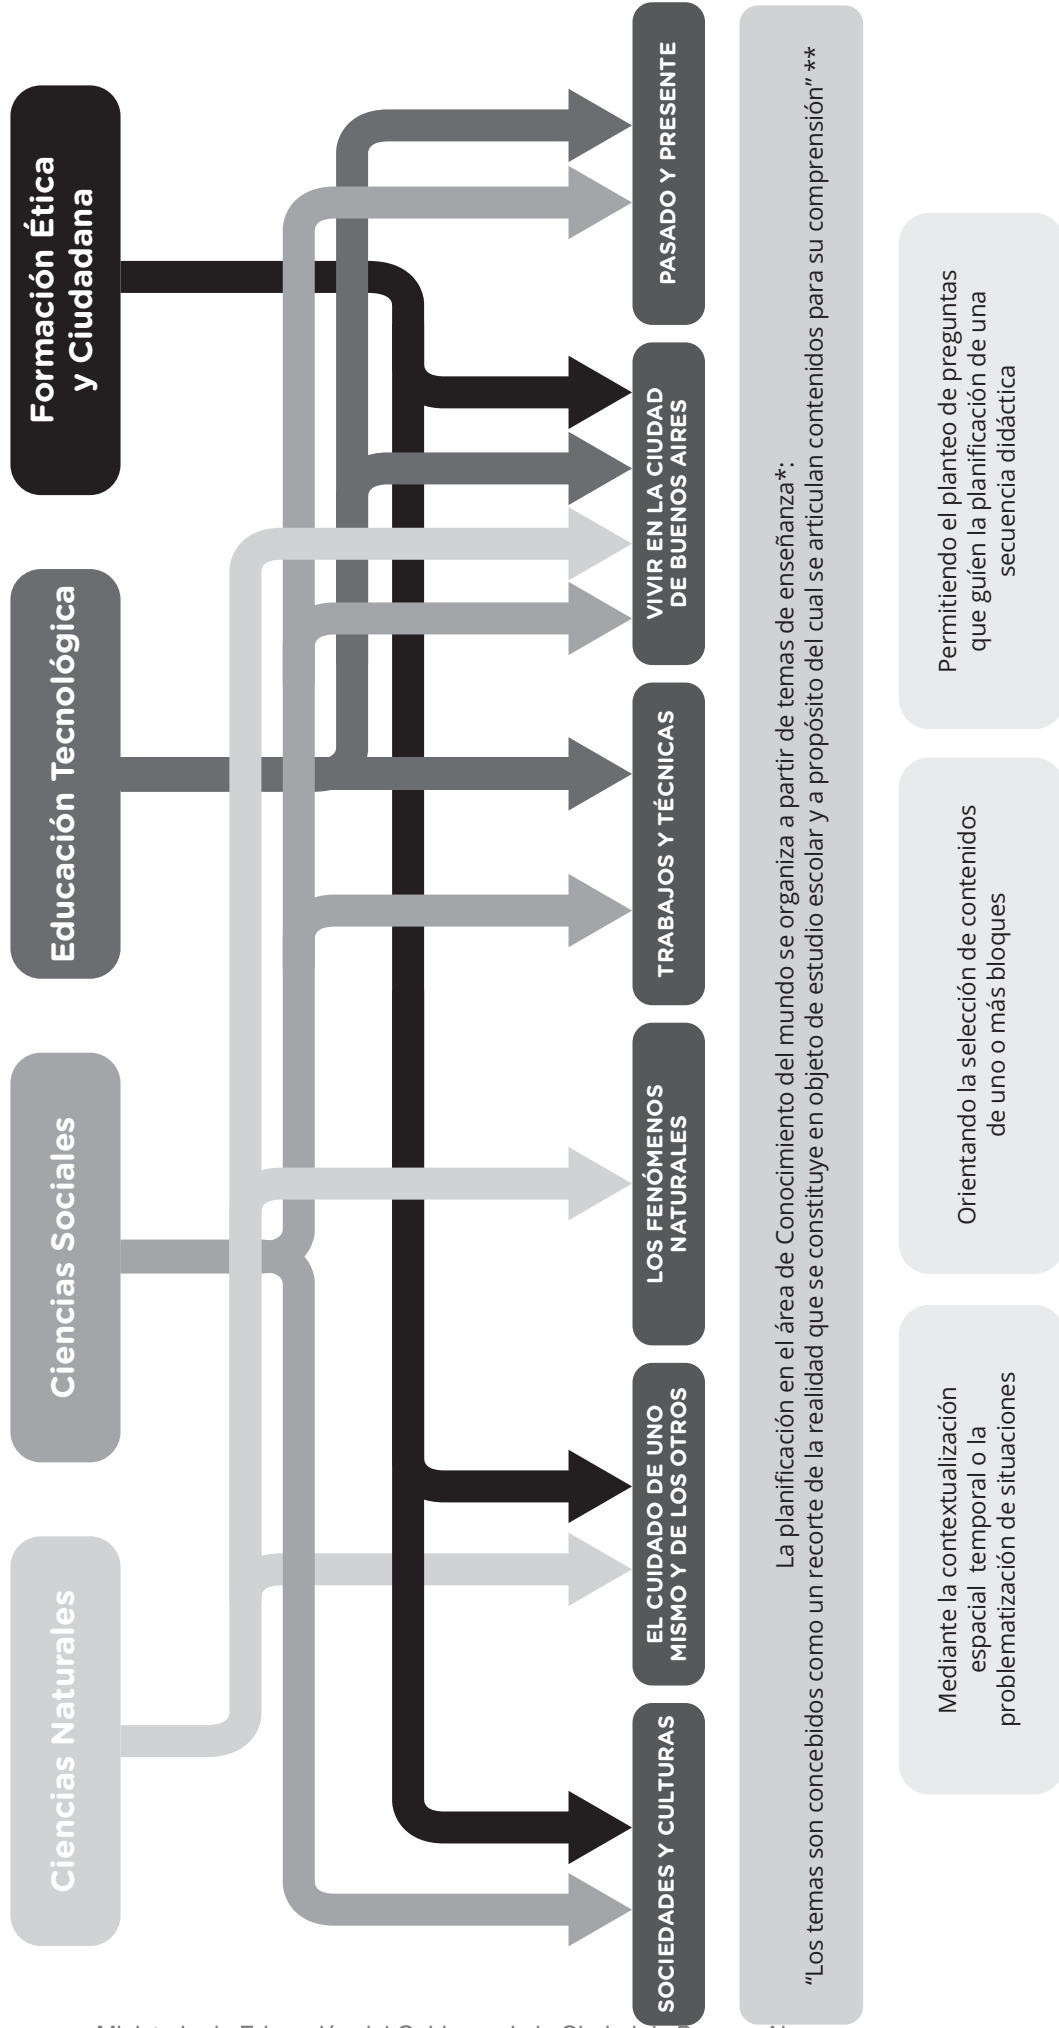 Ciencias Naturales
Ciencias Sociales
Educación Tecnológica
Formación Ética
y Ciudadana
SOCIEDADES Y CULTURAS
EL CUIDADO DE UNO
MISMO Y DE LOS OTROS
LOS FENÓMENOS
NATURALES
TRABAJOS Y TÉCNICAS
VIVIR EN LA CIUDAD
DE BUENOS AIRES
PASADO Y PRESENTE
La planificación en el área de Conocimiento del mundo se organiza a partir de temas de enseñanza*:
“Los temas son concebidos como un recorte de la realidad que se constituye en objeto de estudio escolar y a propósito del cual se articulan contenidos para su comprensión” **
Mediante la contextualización
espacial temporal o la
problematización de situaciones
Orientando la selección de contenidos
de uno o más bloques
Permitiendo el planteo de preguntas
que guíen la planificación de una
secuencia didáctica